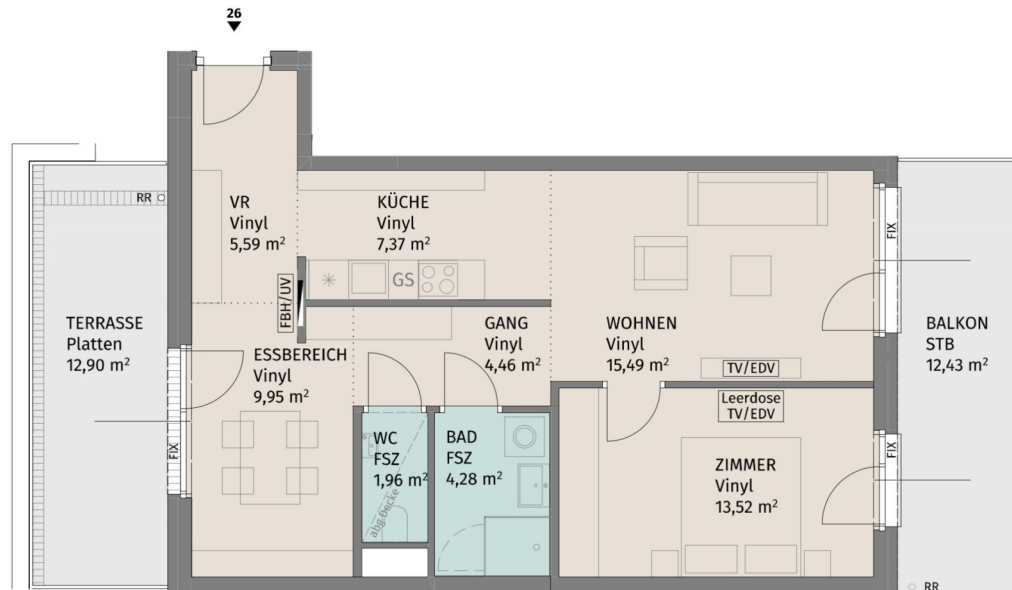 26
RR
VR
Vinyl
5,59 m²
KÜCHE
Vinyl
7,37 m²
GS
FBH/UV
FIX
TERRASSE
Platten
12,90 m²
ESSBEREICH
Vinyl
9,95 m²
GANG
Vinyl
4,46 m²
WOHNEN
Vinyl
15,49 m²
BALKON
STB
12,43 m²
TV/EDV
Leerdose
TV/EDV
FIX
WC
FSZ
1,96 m²
abg.Decke
BAD
FSZ
4,28 m²
ZIMMER
Vinyl
13,52 m²
FIX
RR